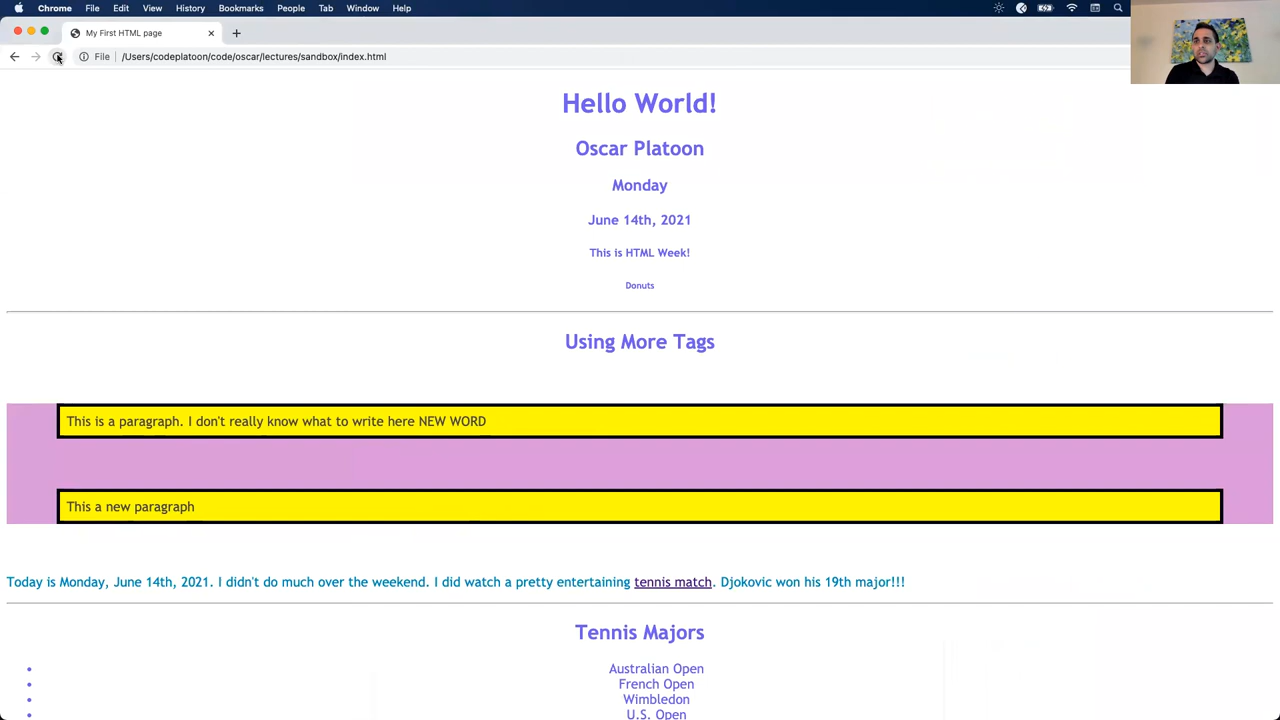 Chrome File Edit View History Bookmarks People Tab Window Help
My First HTML page
File /Users/codeplatoon/code/oscar/lectures/sandbox/index.html
Hello World!
Oscar Platoon
Monday
June 14th, 2021
This is HTML Week!
Donuts
Using More Tags
This is a paragraph. I don't really know what to write here NEW WORD
This a new paragraph
Today is Monday, June 14th, 2021. I didn't do much over the weekend. I did watch a pretty entertaining tennis match. Djokovic won his 19th major!!!
Tennis Majors
Australian Open
French Open
Wimbledon
U.S. Open